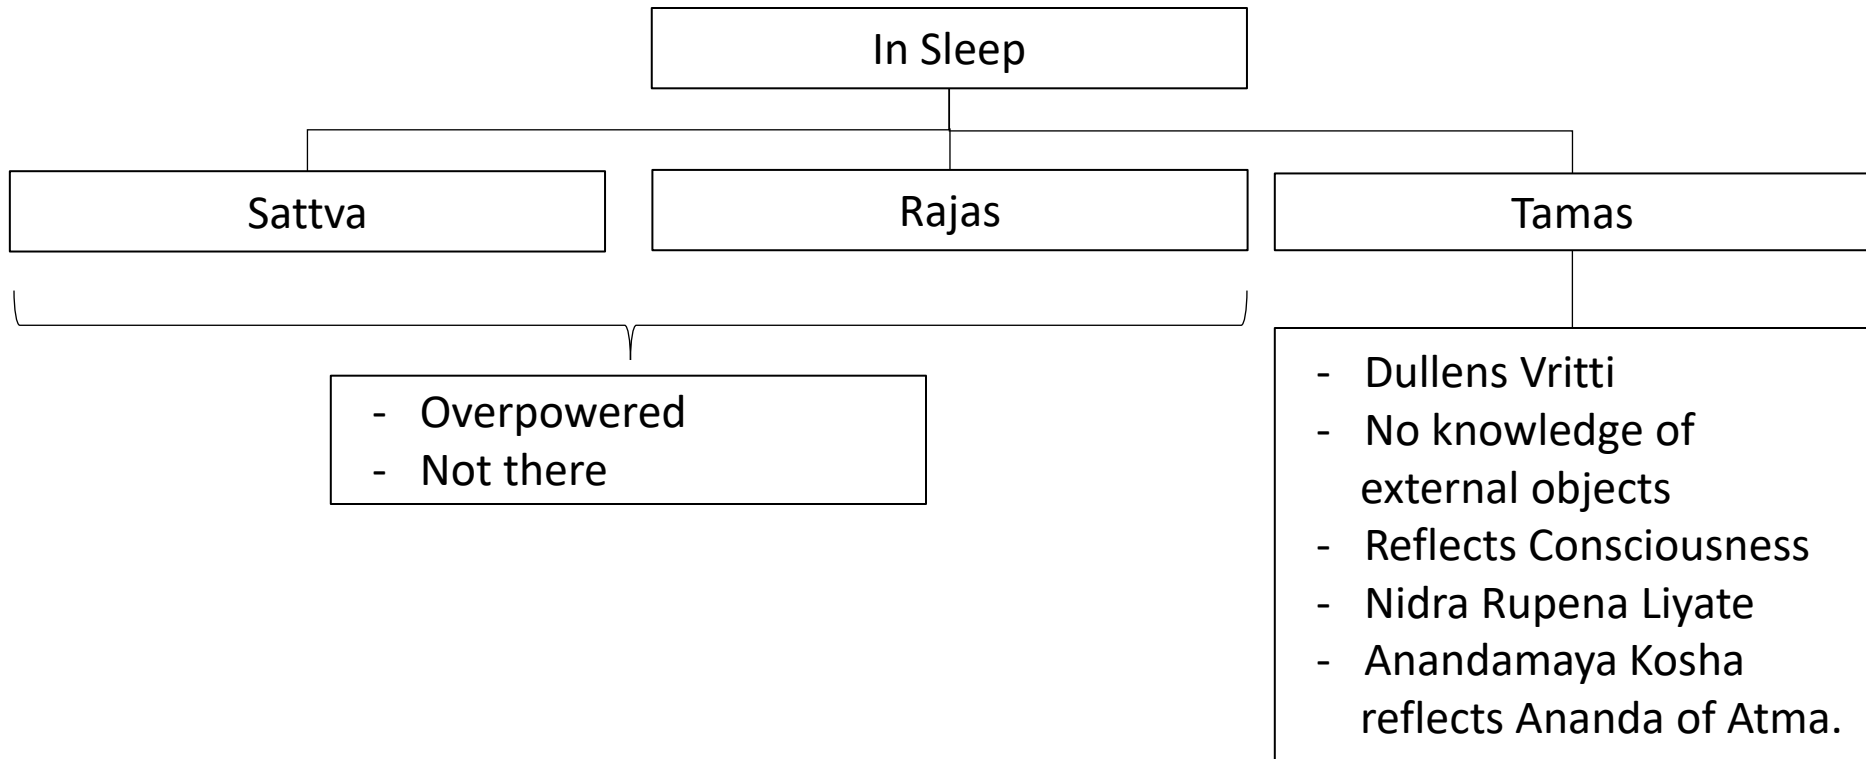 In Sleep
Sattva
Rajas
Tamas
- Overpowered
- Not there
- Dullens Vritti
- No knowledge of
external objects
- Reflects Consciousness
- Nidra Rupena Liyate
- Anandamaya Kosha
reflects Ananda of Atma.